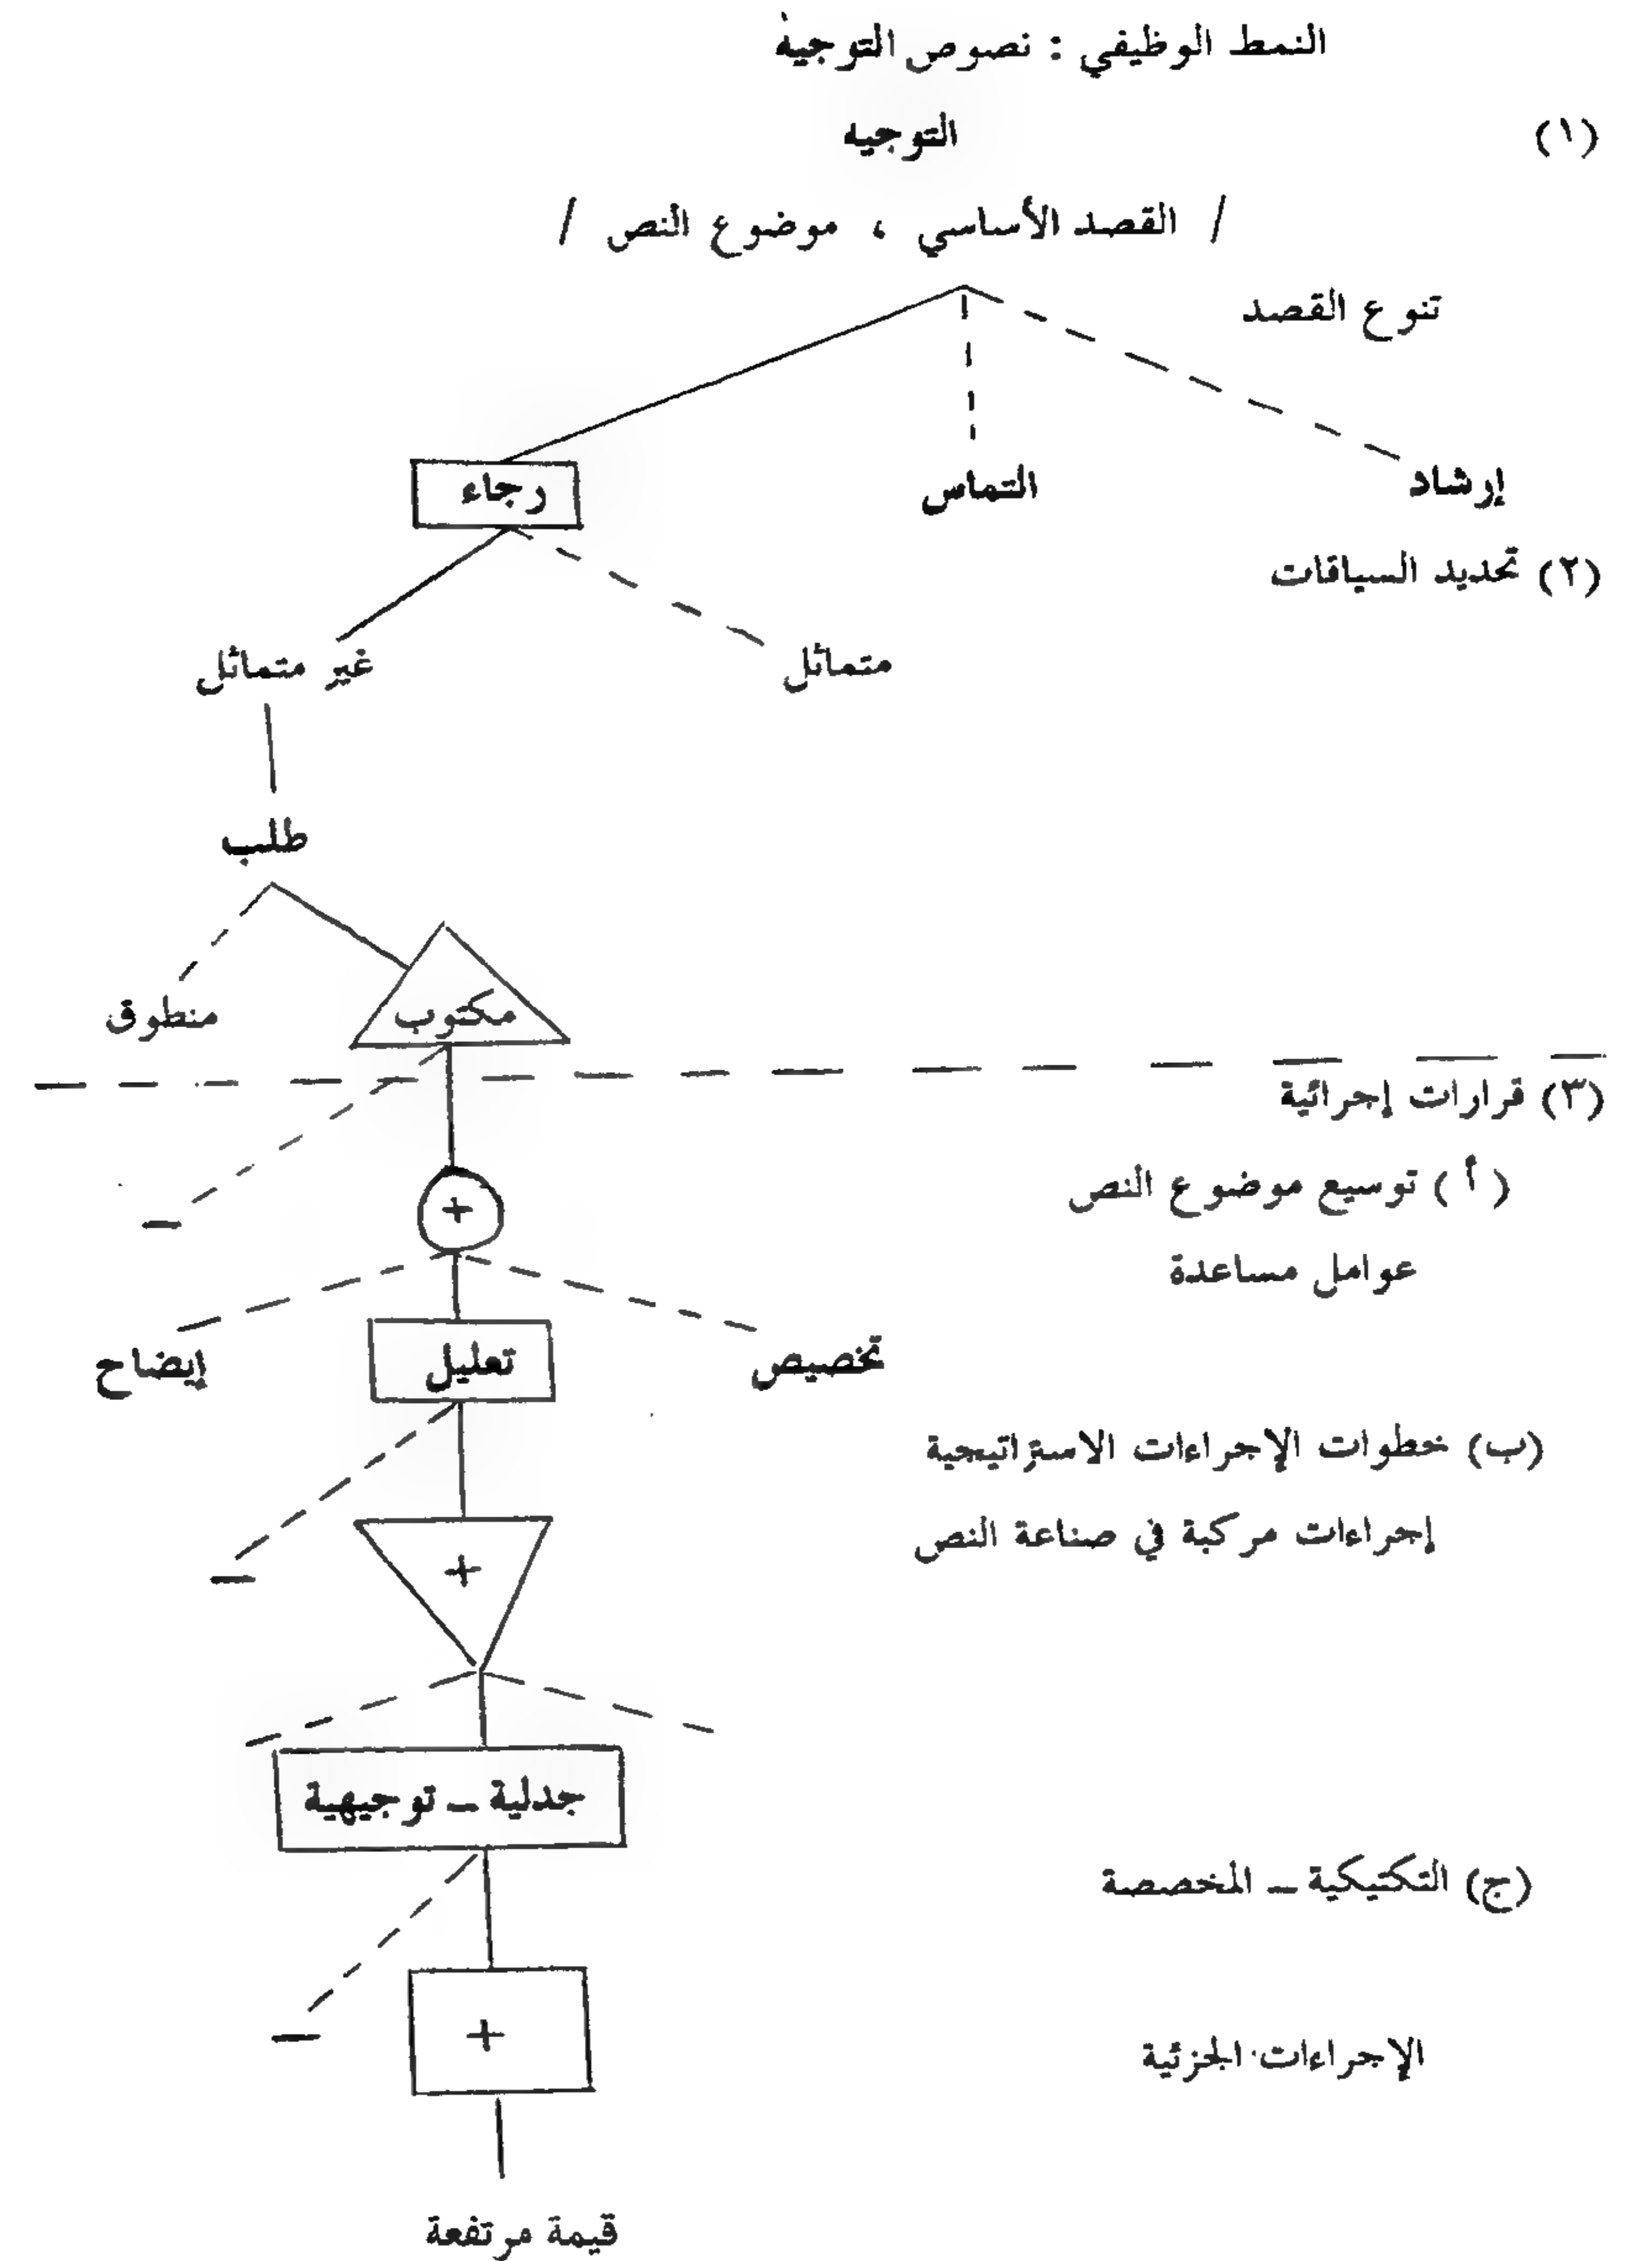 النمط الوظيفي : نصوص التوجيه
(١) التوجيه
/ القصد الأساسي ، موضوع النص /
تنوع القصد
إرشاد التماس رجاء
(٢) تحديد السياقات
متماثل غير متماثل
طلب
مكتوب منطوق
(٣) قرارات إجرائية
(أ) توسيع موضوع النص
+ –
عوامل مساعدة
تخصيص تعليل إيضاح
(ب) خطوات الإجراءات الاستراتيجية
إجراءات مركبة في صناعة النص
+ –
جدلية – توجيهية
(ج) التكتيكية – المخصصة
الإجراءات الجزئية + –
قيمة مرتفعة